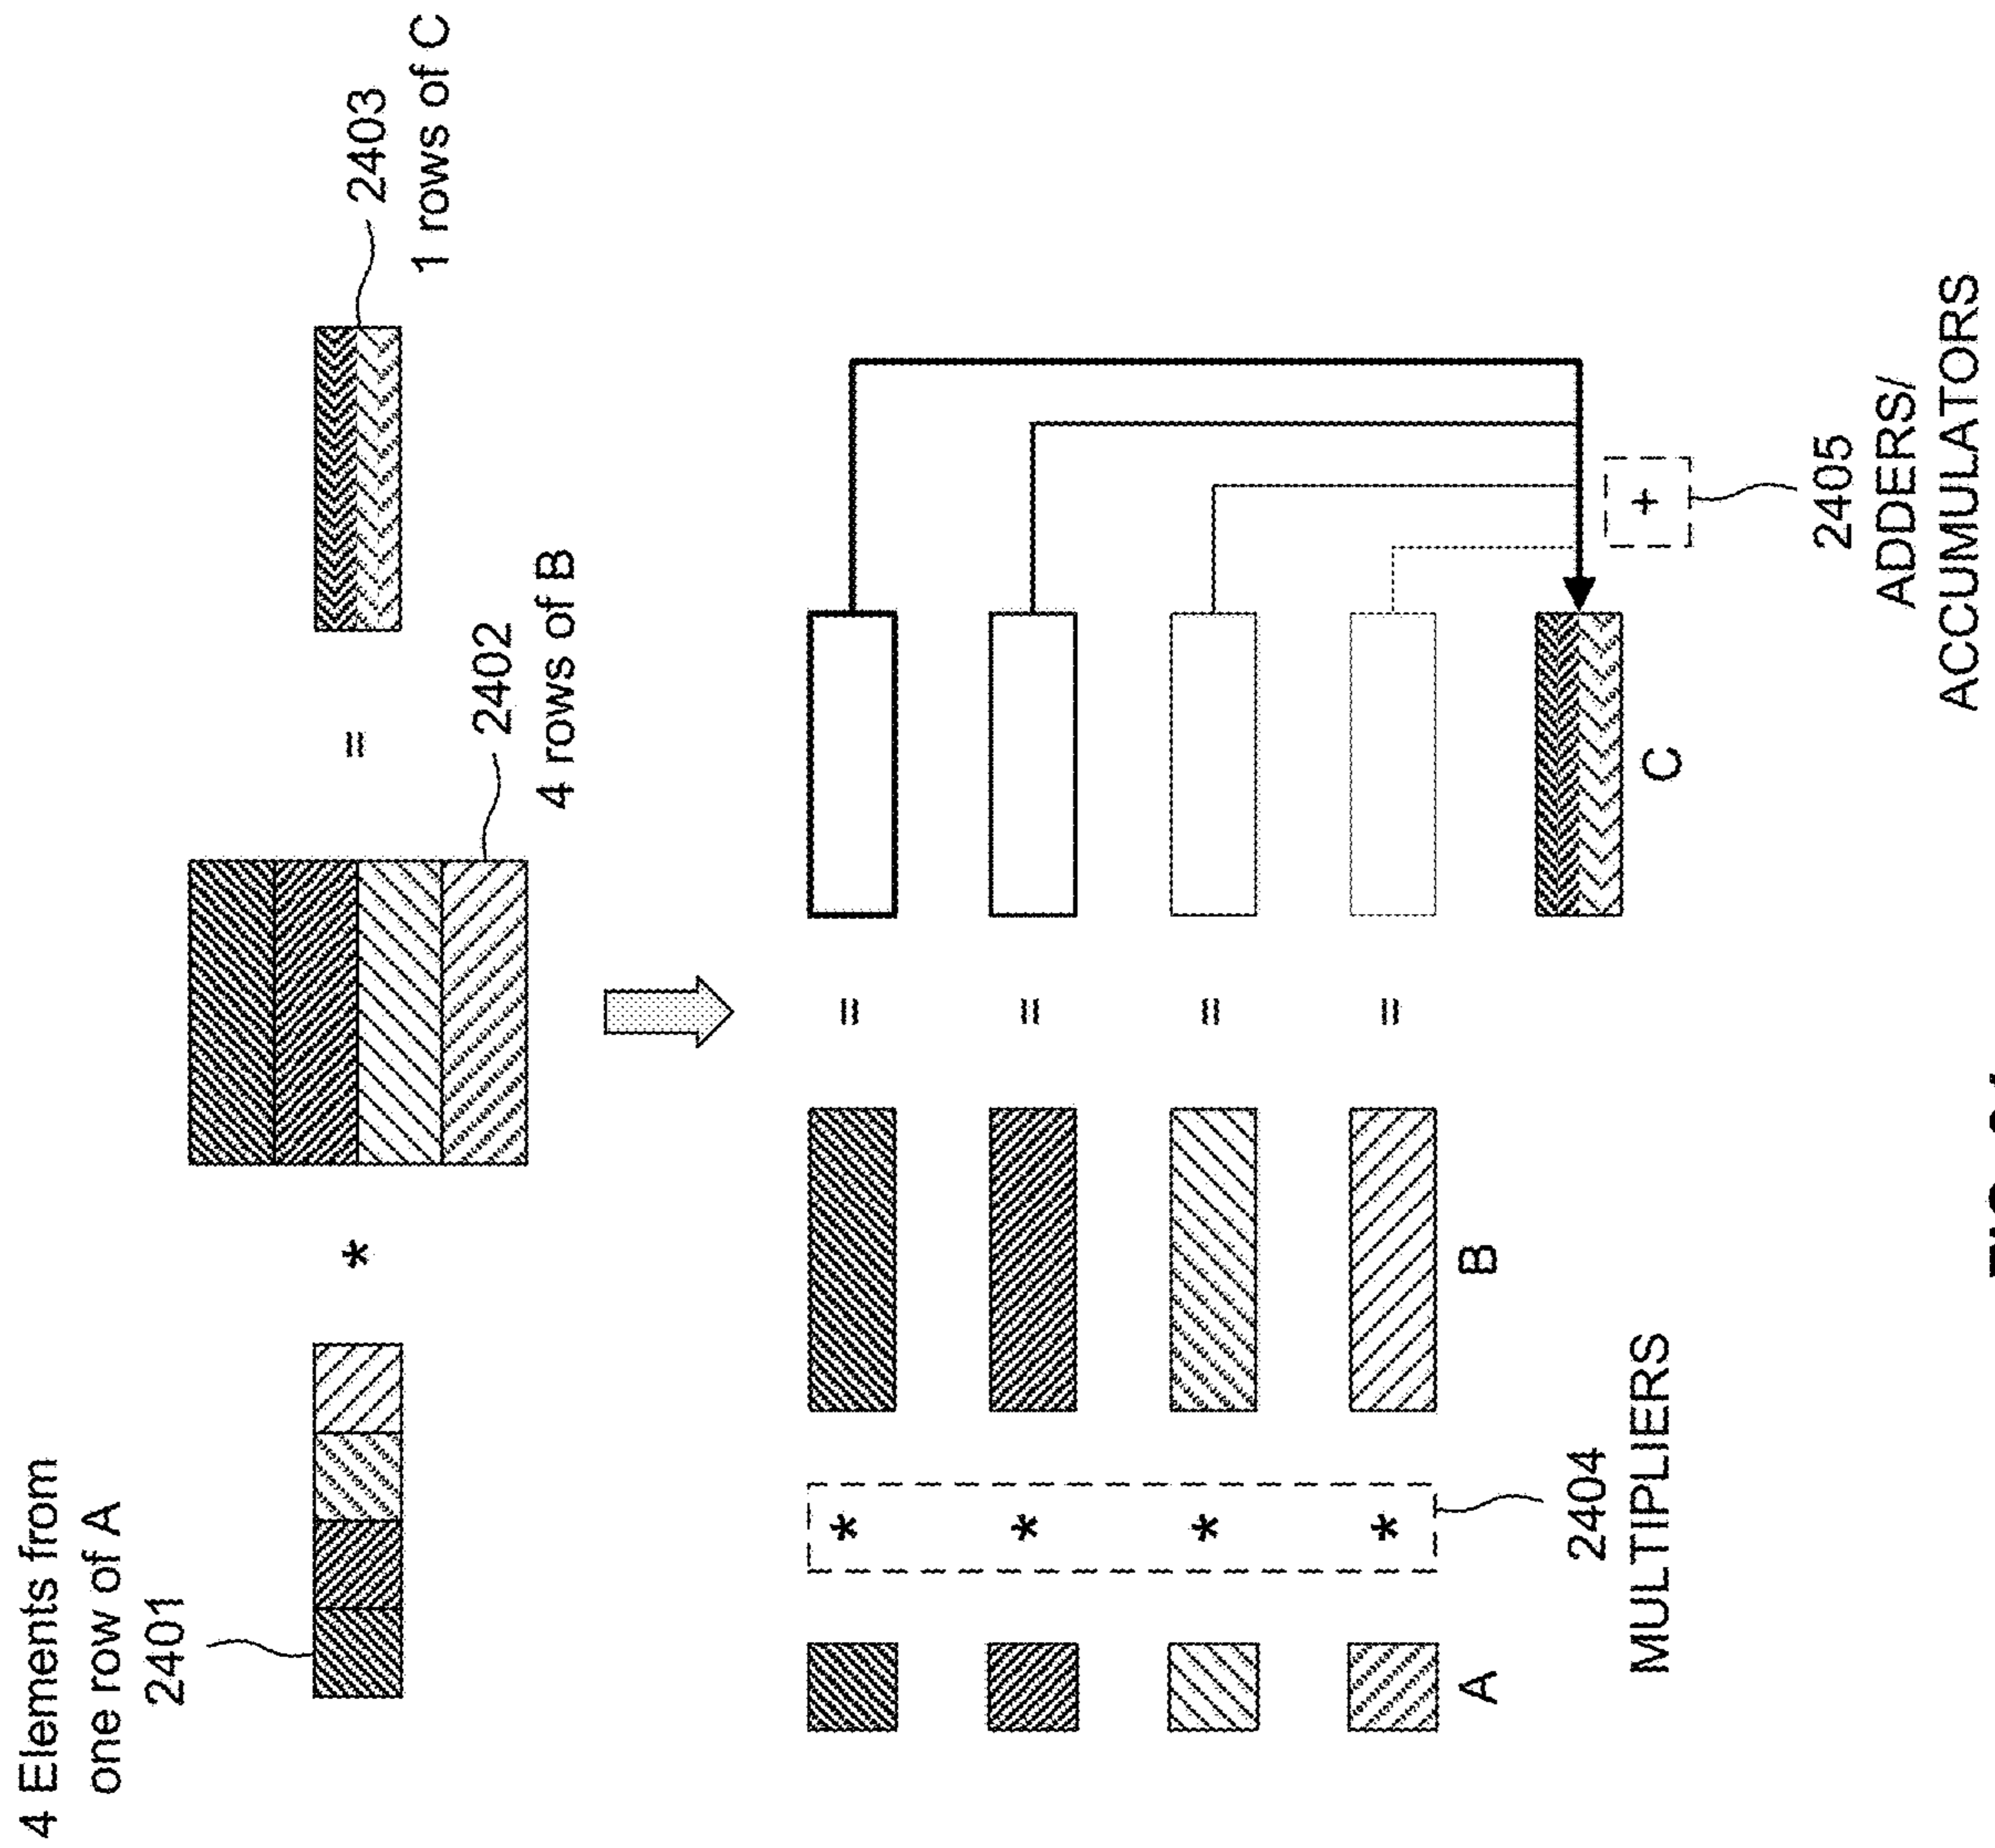 4 Elements from
one row of A
2401
*
2402
4 rows of B
=
2403
1 rows of C
* = 
* =
* =
* =
A
B
C
2404
MULTIPLIERS
+
2405
ADDERS/
ACCUMULATORS